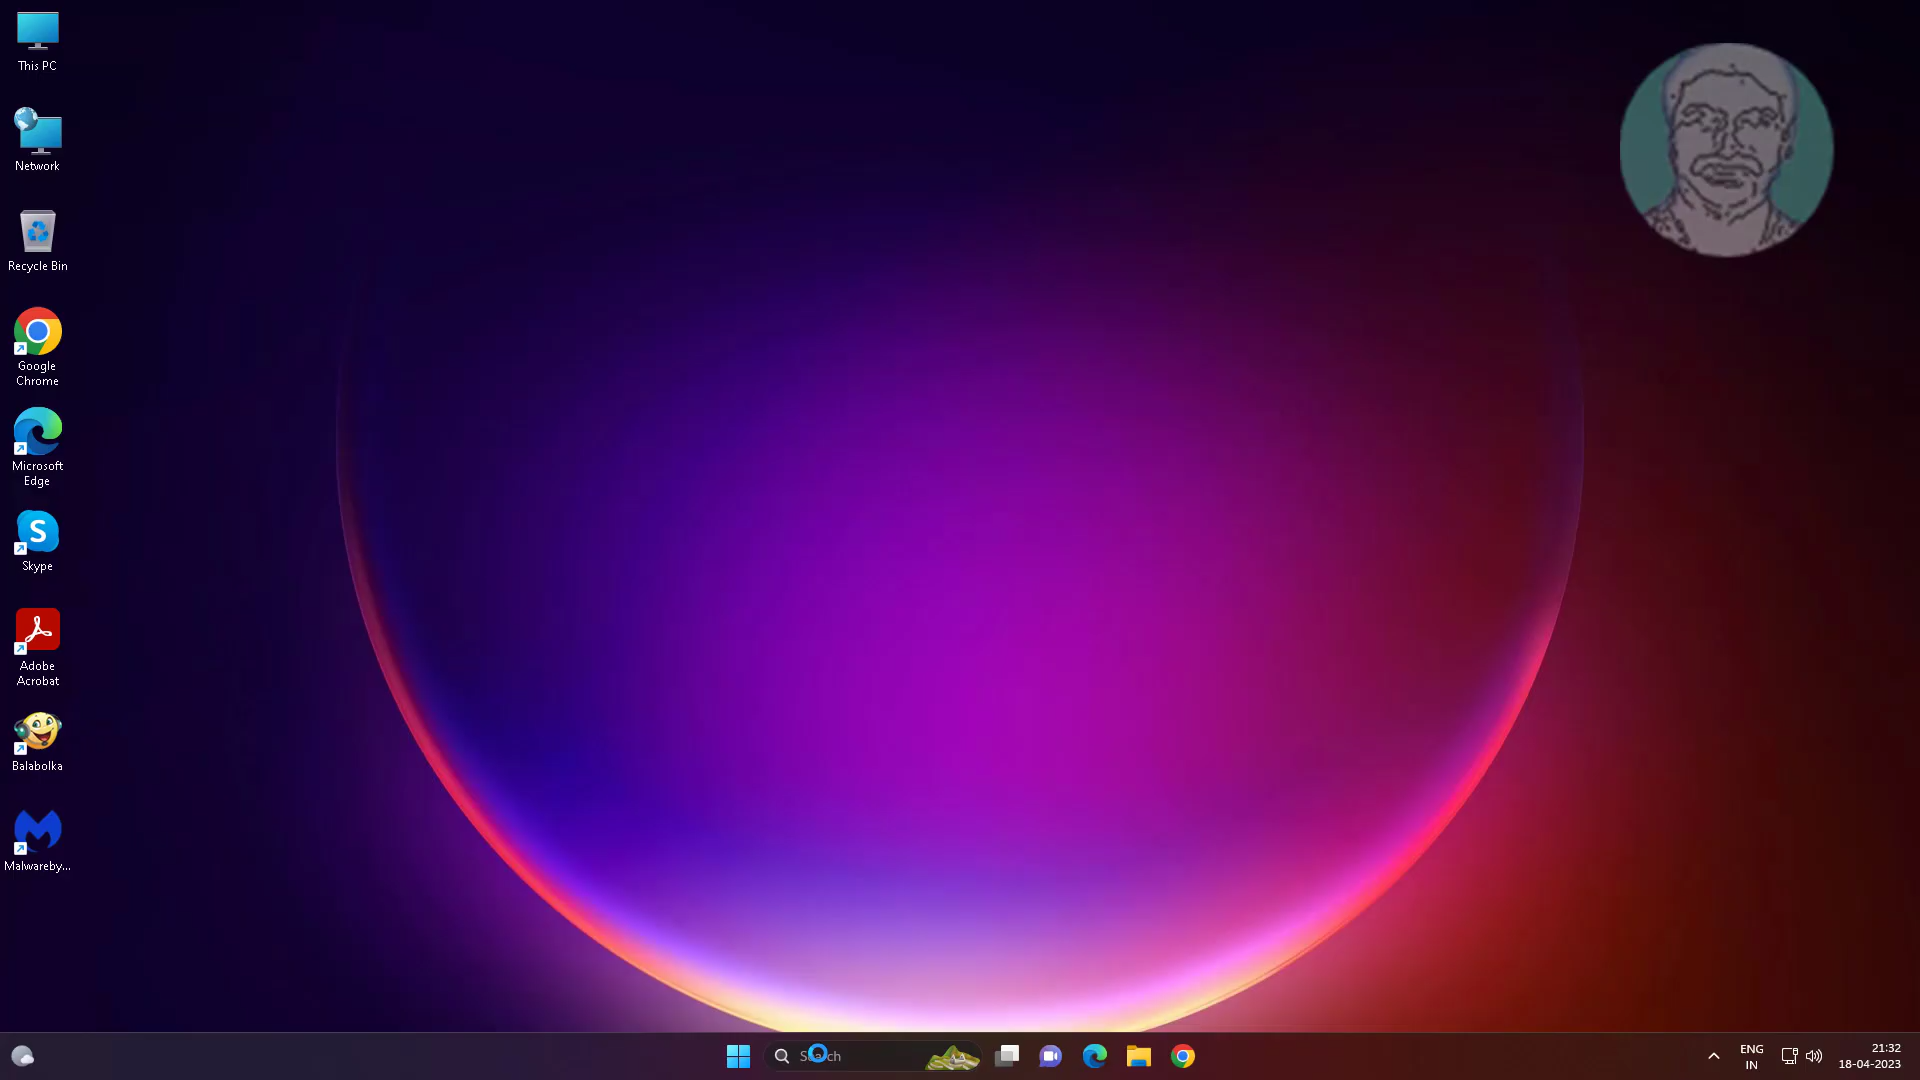 This PC
Network
Recycle Bin
Google
Chrome
Microsoft
Edge
S
Skype
Adobe
Acrobat
Balabolka
Malwareby...
Search
ENG
IN
21:32
18-04-2023